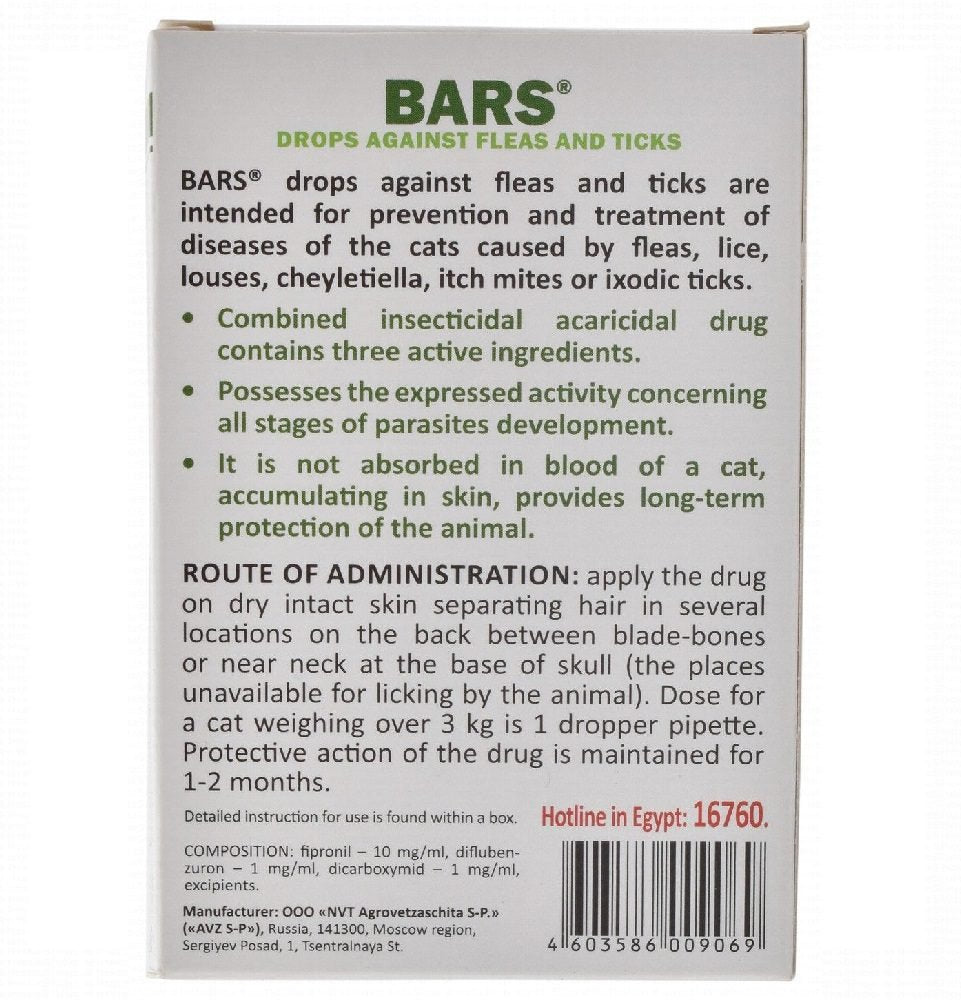 BARS®
DROPS AGAINST FLEAS AND TICKS
BARS® drops against fleas and ticks are
intended for prevention and treatment of
diseases of the cats caused by fleas, lice,
louses, cheyletiella, itch mites or ixodic ticks.
• Combined insecticidal acaricidal drug
contains three active ingredients.
• Possesses the expressed activity concerning
all stages of parasites development.
• It is not absorbed in blood of a cat,
accumulating in skin, provides long-term
protection of the animal.
ROUTE OF ADMINISTRATION: apply the drug
on dry intact skin separating hair in several
locations on the back between blade-bones
or near neck at the base of skull (the places
unavailable for licking by the animal). Dose for
a cat weighing over 3 kg is 1 dropper pipette.
Protective action of the drug is maintained for
1-2 months.
Detailed instruction for use is found within a box.
Hotline in Egypt: 16760.
COMPOSITION: fipronil – 10 mg/ml, difluben-
zuron – 1 mg/ml, dicarboxymid – 1 mg/ml,
excipients.
Manufacturer: OOO «NVT Agrovetzaschita S-P.»
(«AVZ S-P»), Russia, 141300, Moscow region,
Sergiyev Posad, 1, Tsentralnaya St.
4 603586 009069